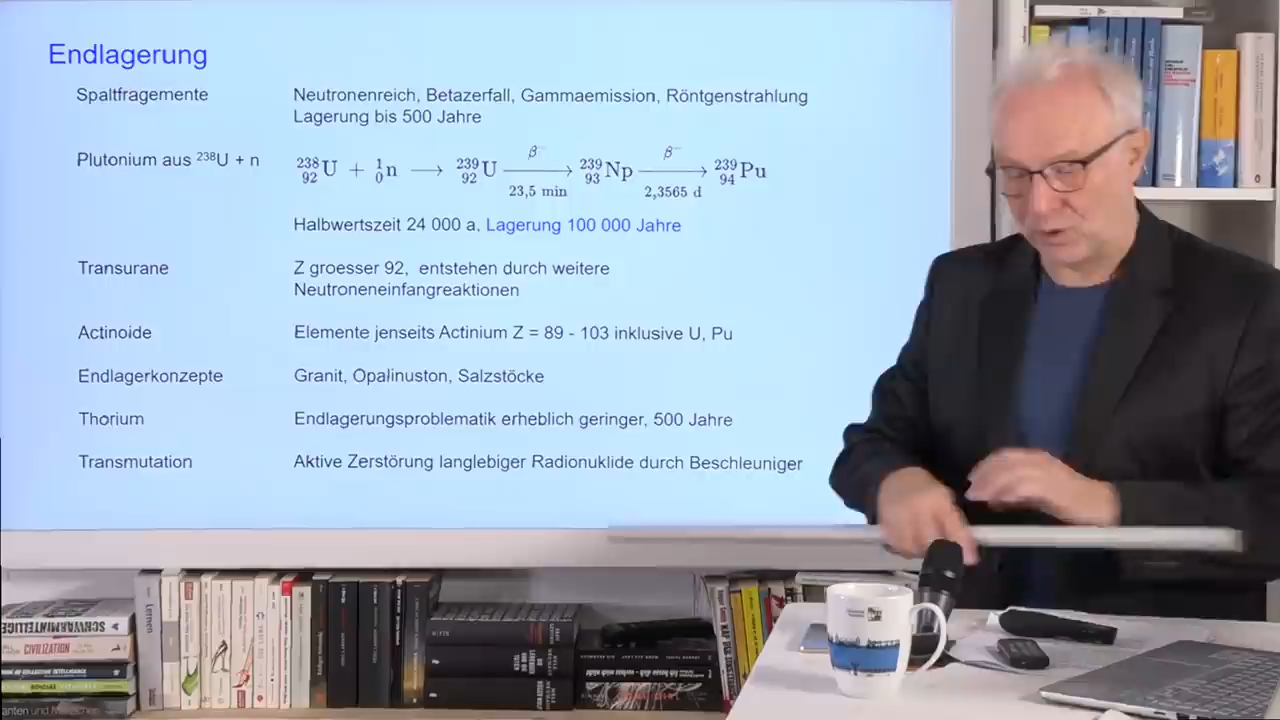 Endlagerung
Spaltfragmente
Neutronenreich, Betazerfall, Gammaemission, Röntgenstrahlung
Lagerung bis 500 Jahre
Plutonium aus ²³⁸U + n
²³⁸₉₂U + ¹₀n ⟶ ²³⁹₉₂U β⁻ 23,5 min → ²³⁹₉₃Np β⁻ 2,3565 d → ²³⁹₉₄Pu
Halbwertszeit 24 000 a, Lagerung 100 000 Jahre
Transurane
Z groesser 92, entstehen durch weitere
Neutroneneinfangreaktionen
Actinoide
Elemente jenseits Actinium Z = 89 - 103 inklusive U, Pu
Endlagerkonzepte
Granit, Opalinuston, Salzstöcke
Thorium
Endlagerungsproblematik erheblich geringer, 500 Jahre
Transmutation
Aktive Zerstörung langlebiger Radionuklide durch Beschleuniger
Lernen
CIVILIZATION